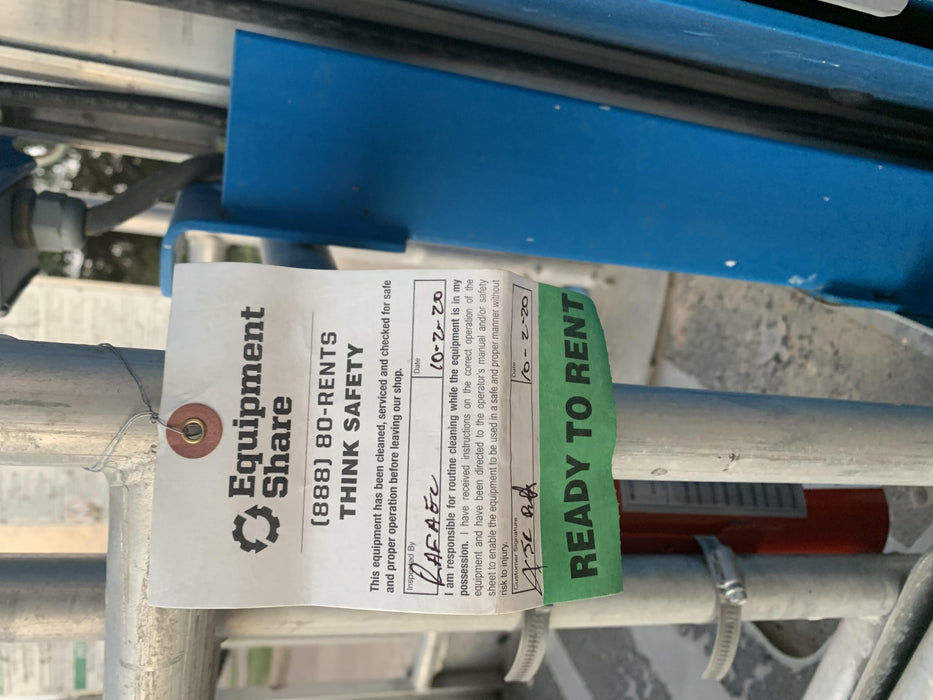 Equipment
Share
(888) 80-RENTS
THINK SAFETY
This equipment has been cleaned, serviced and checked for safe
and proper operation before leaving our shop.
Inspected By
Date
RAFAEL
10-2-20
I am responsible for routine cleaning while the equipment is in my
possession. I have received instructions on the correct operation of the
equipment and have been directed to the operator's manual and/or safety
sheet to enable the equipment to be used in a safe and proper manner without
risk to injury.
Customer Signature
Date
10-2-20
READY TO RENT